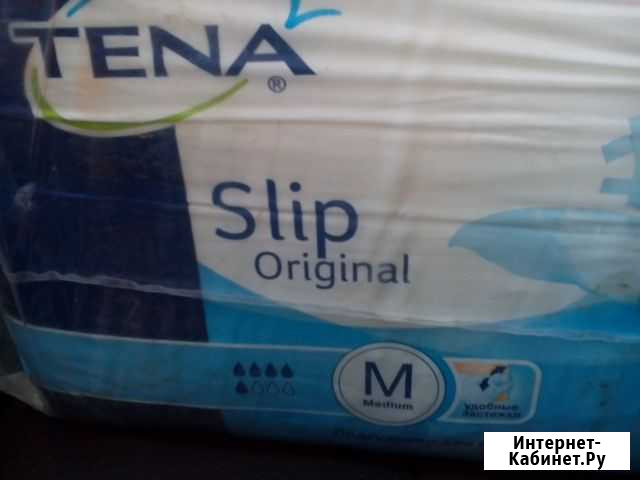 TENA
®
Slip
Original
M
Medium
удобные
застежки
Интернет-
Кабинет.Ру